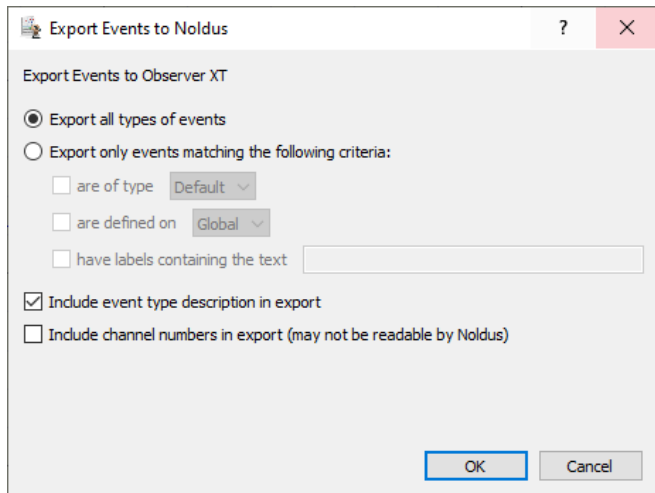 Export Events to Noldus
?
Export Events to Observer XT
Export all types of events
Export only events matching the following criteria:
are of type Default
are defined on Global
have labels containing the text
Include event type description in export
Include channel numbers in export (may not be readable by Noldus)
OK Cancel